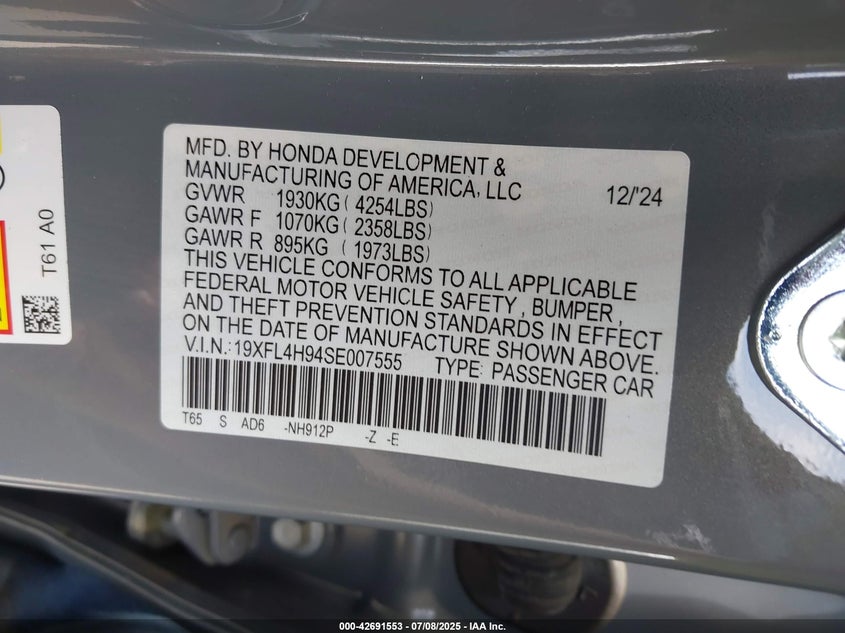 MFD. BY HONDA DEVELOPMENT &
MANUFACTURING OF AMERICA, LLC 12/'24
GVWR 1930KG ( 4254LBS)
GAWR F 1070KG ( 2358LBS)
GAWR R 895KG ( 1973LBS)
THIS VEHICLE CONFORMS TO ALL APPLICABLE
FEDERAL MOTOR VEHICLE SAFETY , BUMPER ,
AND THEFT PREVENTION STANDARDS IN EFFECT
ON THE DATE OF MANUFACTURE SHOWN ABOVE.
V.I.N.:19XFL4H94SE007555 TYPE: PASSENGER CAR
T65 S AD6 -NH912P -Z -E
T61 A0
000-42691553 - 07/08/2025 - IAA Inc.